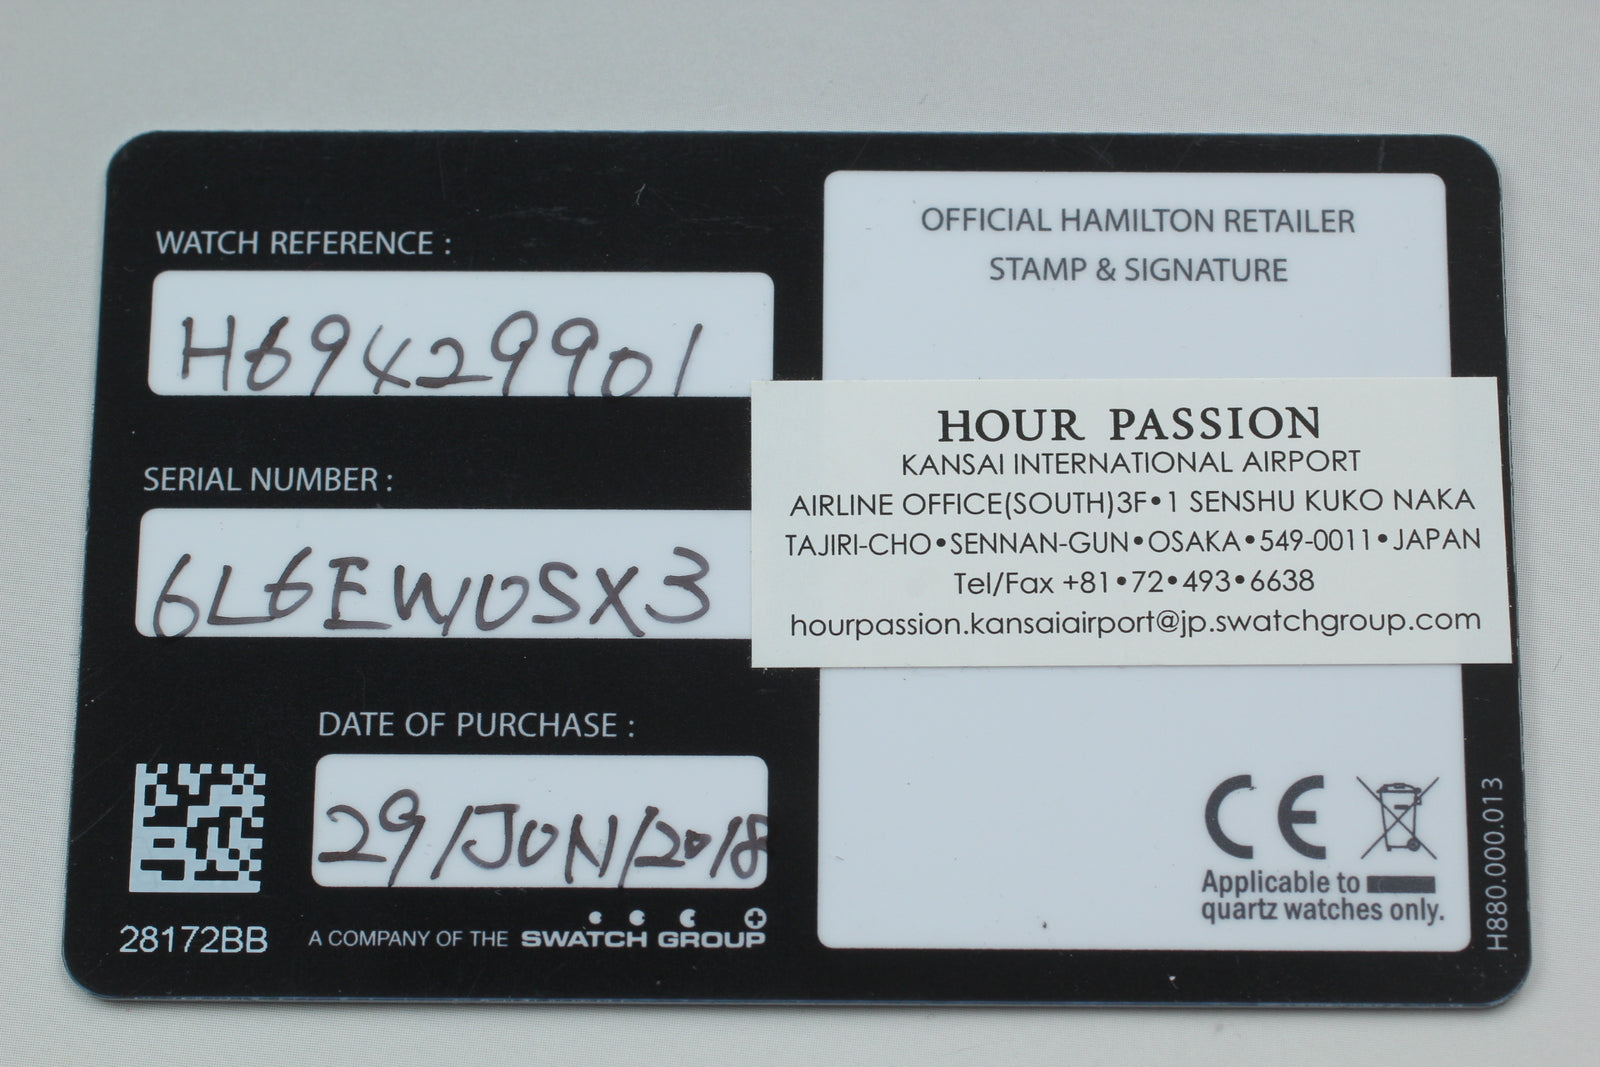 WATCH REFERENCE :
H69429901
SERIAL NUMBER :
6L6EW0SX3
DATE OF PURCHASE :
29/JUN/2018
28172BB
A COMPANY OF THE SWATCH GROUP
OFFICIAL HAMILTON RETAILER
STAMP & SIGNATURE
HOUR PASSION
KANSAI INTERNATIONAL AIRPORT
AIRLINE OFFICE(SOUTH)3F•1 SENSHU KUKO NAKA
TAJIRI-CHO•SENNAN-GUN•OSAKA•549-0011•JAPAN
Tel/Fax +81•72•493•6638
hourpassion.kansaiairport@jp.swatchgroup.com
CE
Applicable to
quartz watches only.
H880.000.013